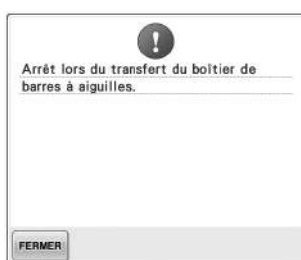 Arrêt lors du transfert du boîtier de
barres à aiguilles.
FERMER